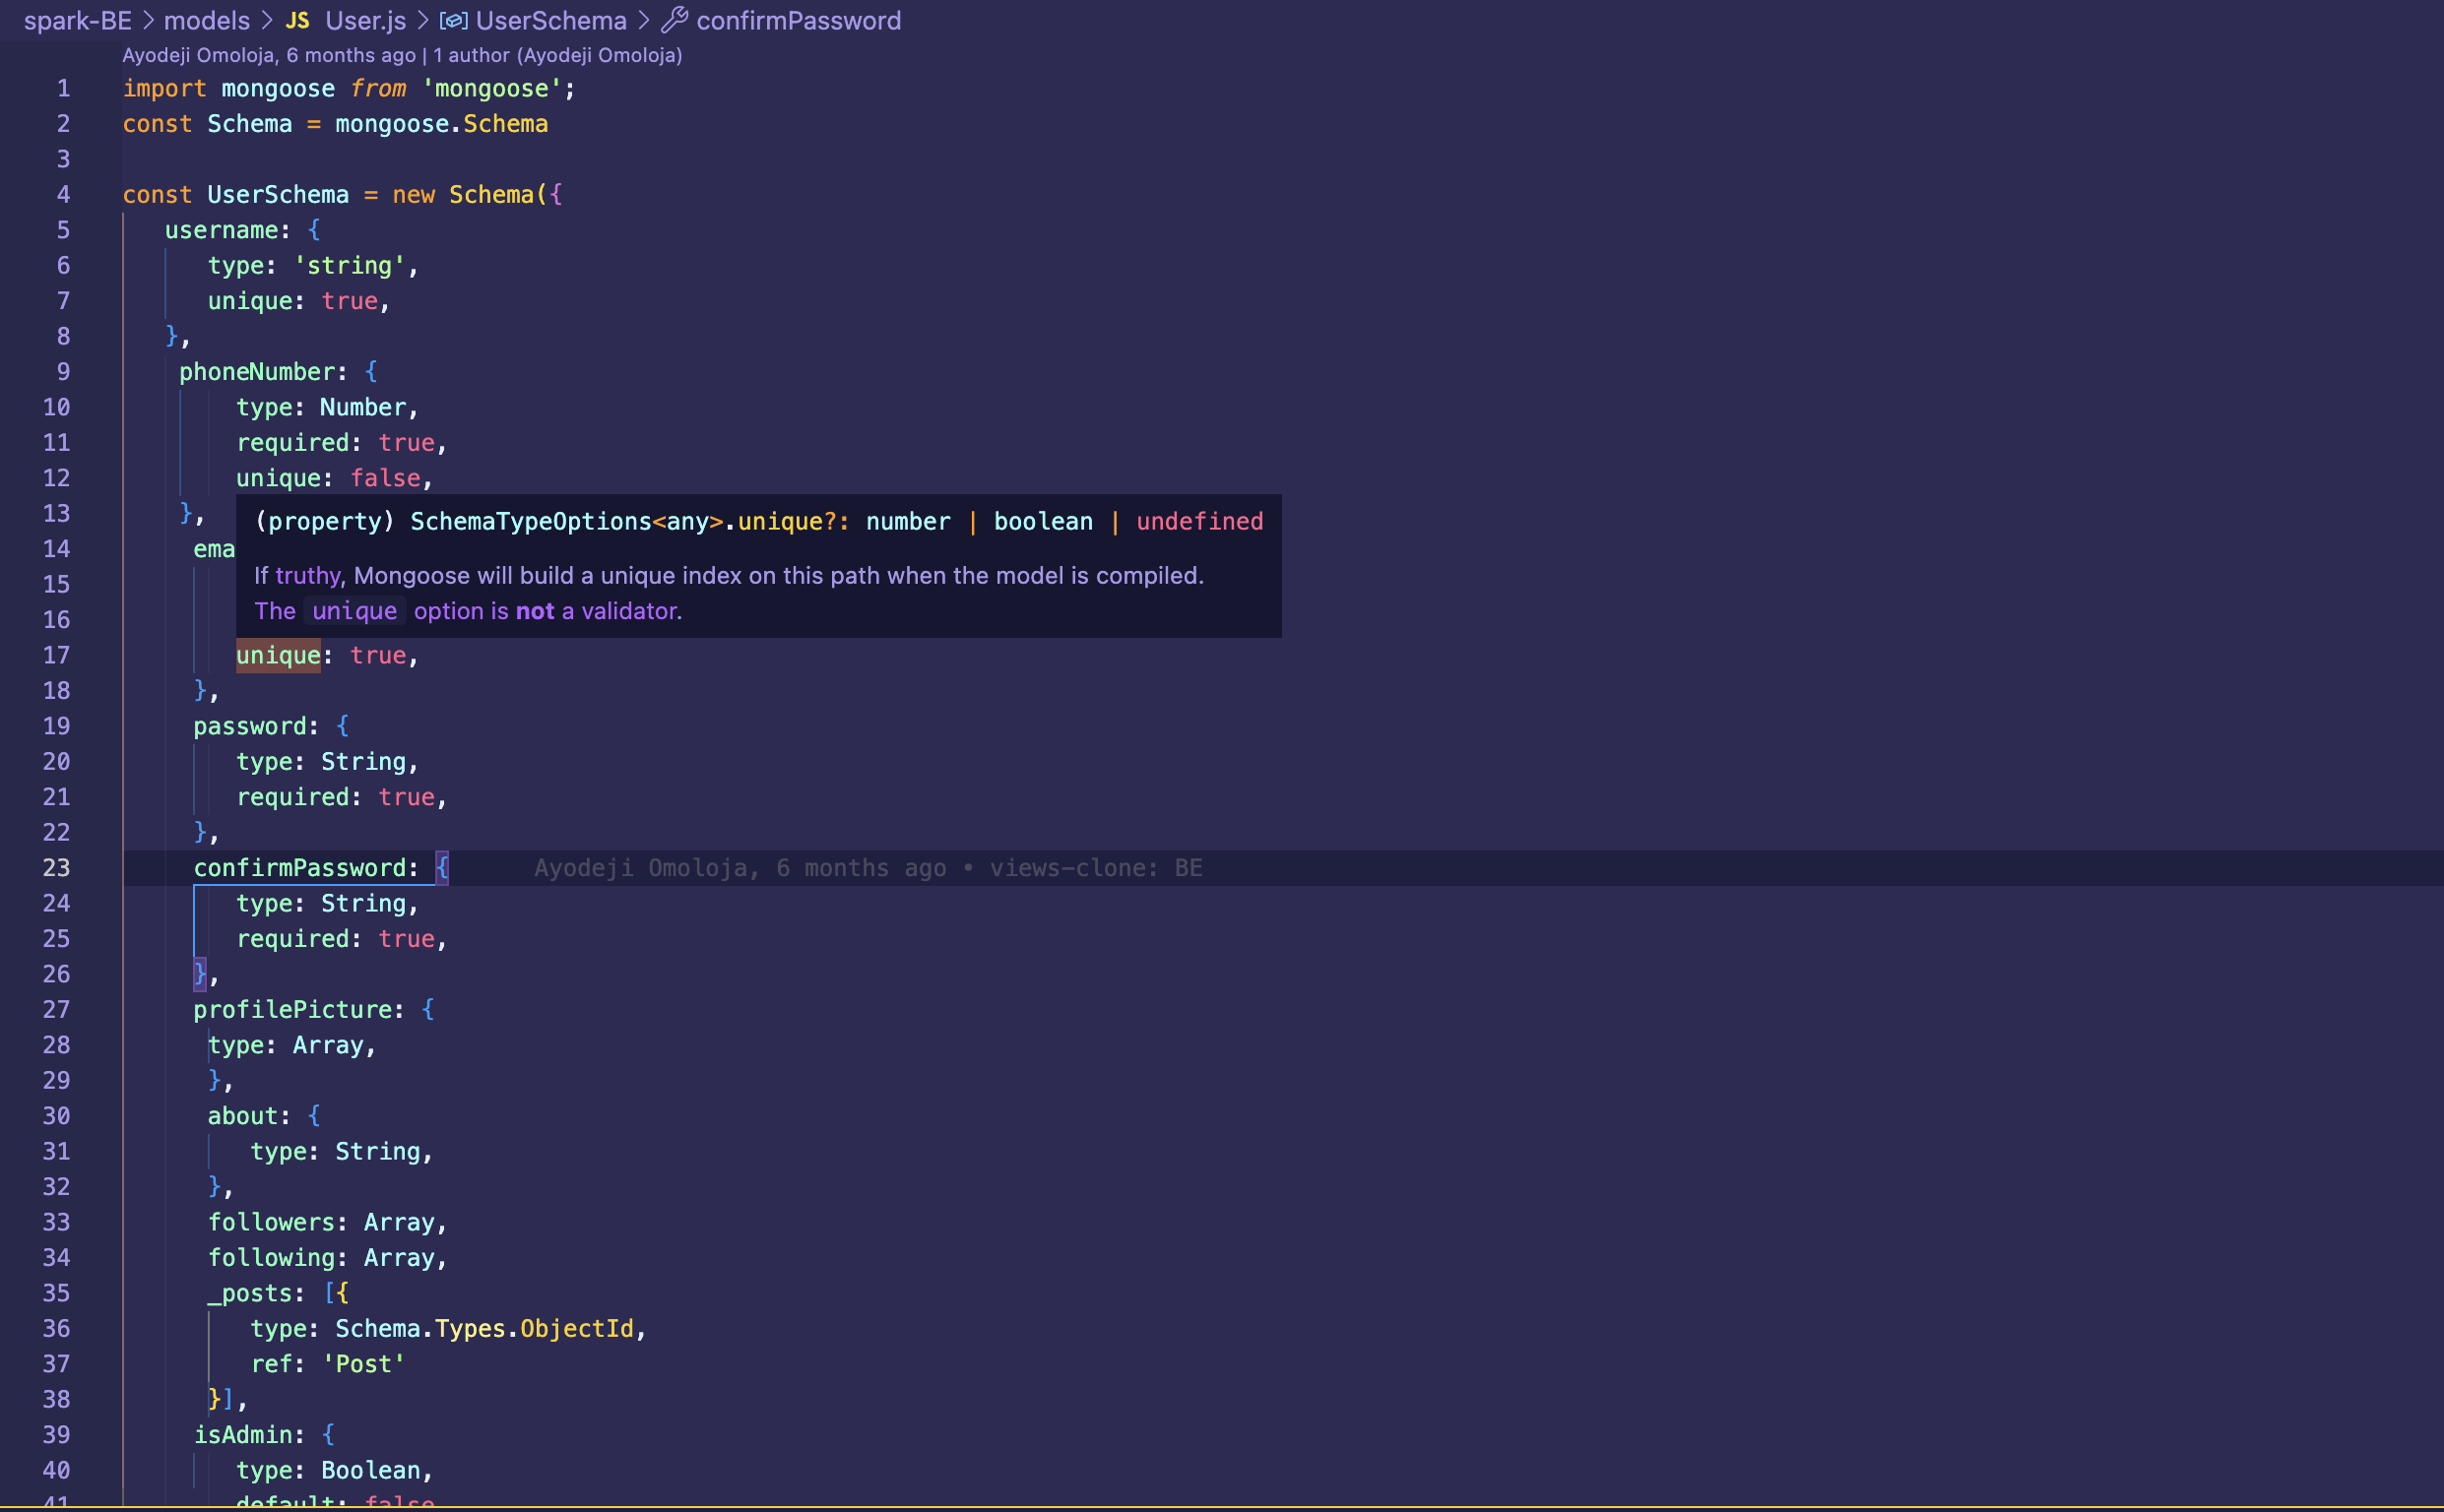 spark-BE > models > JS User.js > UserSchema > confirmPassword
Ayodeji Omoloja, 6 months ago | 1 author (Ayodeji Omoloja)
1 import mongoose from 'mongoose';
2 const Schema = mongoose.Schema
3
4 const UserSchema = new Schema({
5 username: {
6 type: 'string',
7 unique: true,
8 },
9 phoneNumber: {
10 type: Number,
11 required: true,
12 unique: false,
13 },
(property) SchemaTypeOptions<any>.unique?: number | boolean | undefined
14 ema
15 If truthy, Mongoose will build a unique index on this path when the model is compiled.
16 The unique option is not a validator.
17 unique: true,
18 },
19 password: {
20 type: String,
21 required: true,
22 },
23 confirmPassword: { Ayodeji Omoloja, 6 months ago • views-clone: BE
24 type: String,
25 required: true,
26 },
27 profilePicture: {
28 type: Array,
29 },
30 about: {
31 type: String,
32 },
33 followers: Array,
34 following: Array,
35 _posts: [{
36 type: Schema.Types.ObjectId,
37 ref: 'Post'
38 }],
39 isAdmin: {
40 type: Boolean,
41 default: false